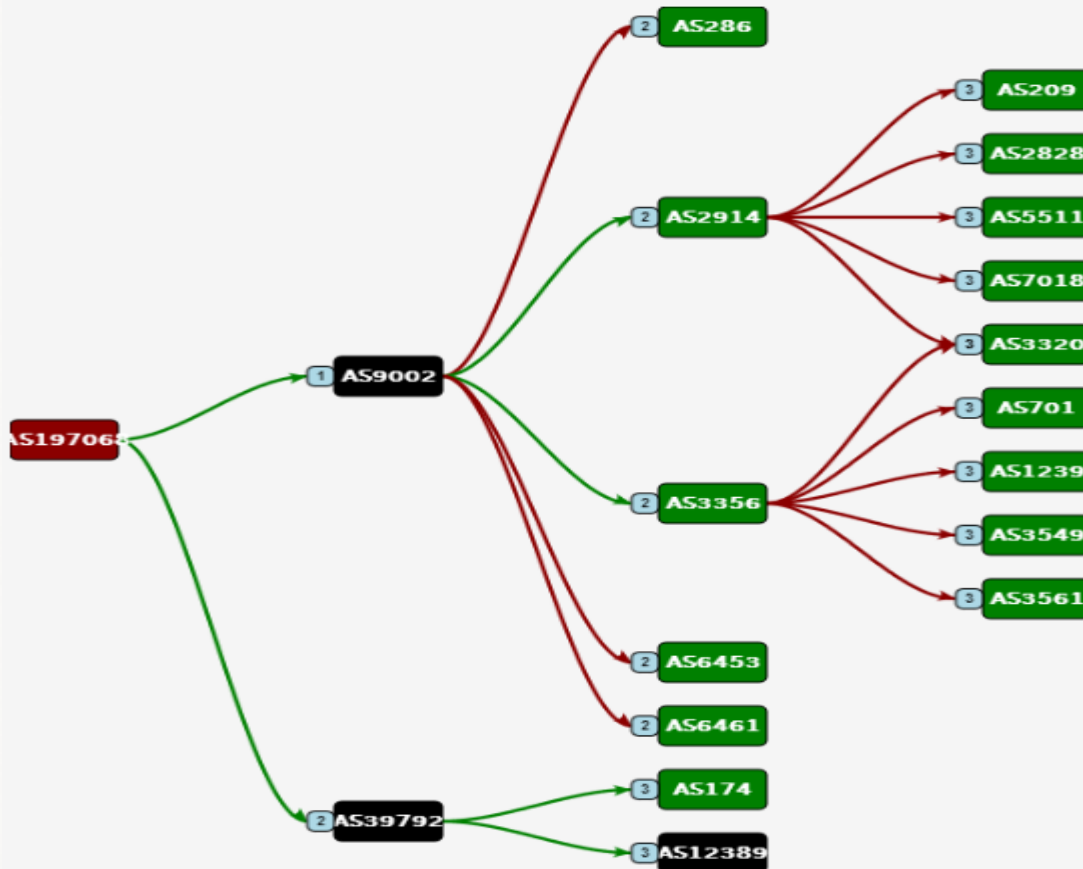 2 AS286
3 AS209
3 AS2828
2 AS2914
3 AS5511
3 AS7018
3 AS3320
1 AS9002
3 AS701
AS197068
3 AS1239
2 AS3356
3 AS3549
3 AS3561
2 AS6453
2 AS6461
3 AS174
2 AS39792
3 AS12389